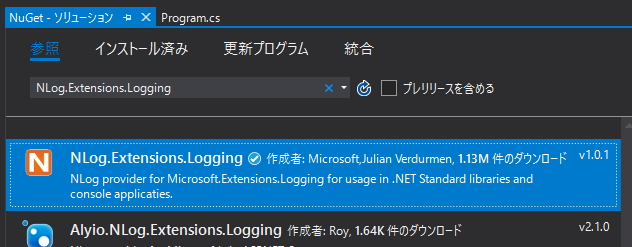 NuGet - ソリューション Program.cs
参照 インストール済み 更新プログラム 統合
NLog.Extensions.Logging プレリリースを含める
NLog.Extensions.Logging 作成者: Microsoft,Julian Verdurmen, 1.13M 件のダウンロード v1.0.1
NLog provider for Microsoft.Extensions.Logging for usage in .NET Standard libraries and
console applicaties.
Alyio.NLog.Extensions.Logging 作成者: Roy, 1.64K 件のダウンロード v2.1.0